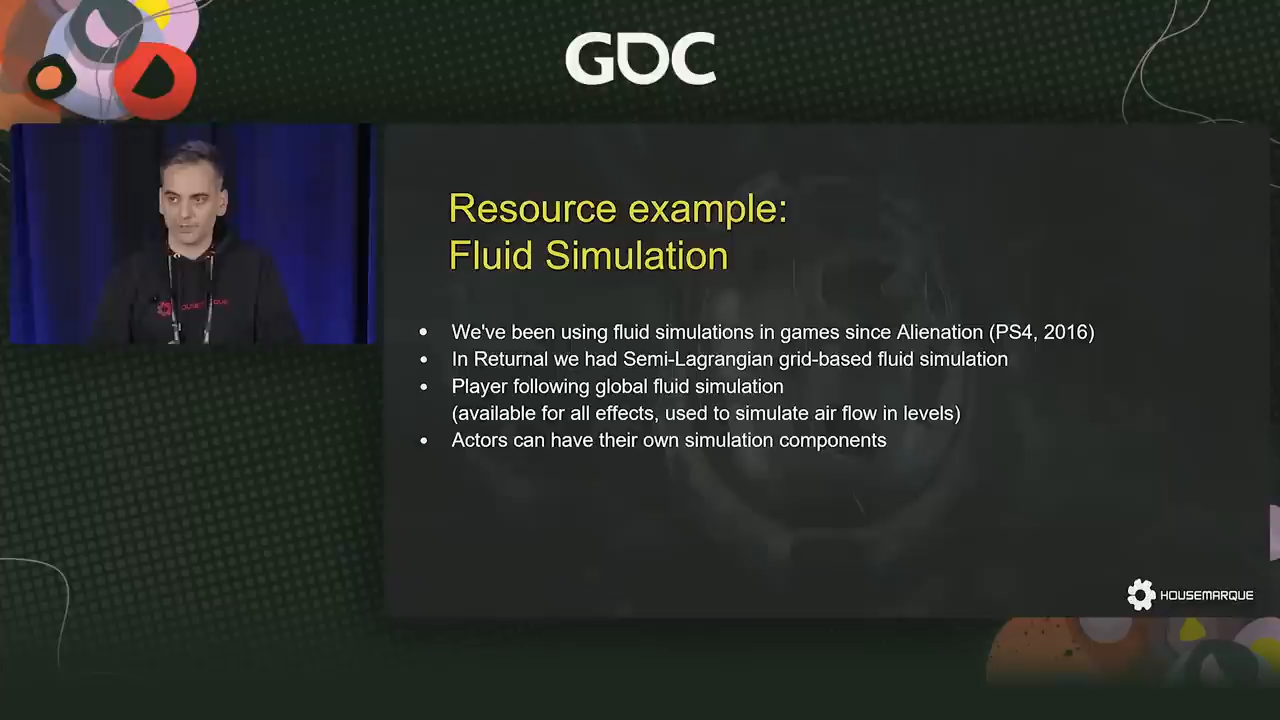 GDC
Resource example:
Fluid Simulation
• We've been using fluid simulations in games since Alienation (PS4, 2016)
• In Returnal we had Semi-Lagrangian grid-based fluid simulation
• Player following global fluid simulation
(available for all effects, used to simulate air flow in levels)
• Actors can have their own simulation components
HOUSEMARQUE
HOUSEMARQUE